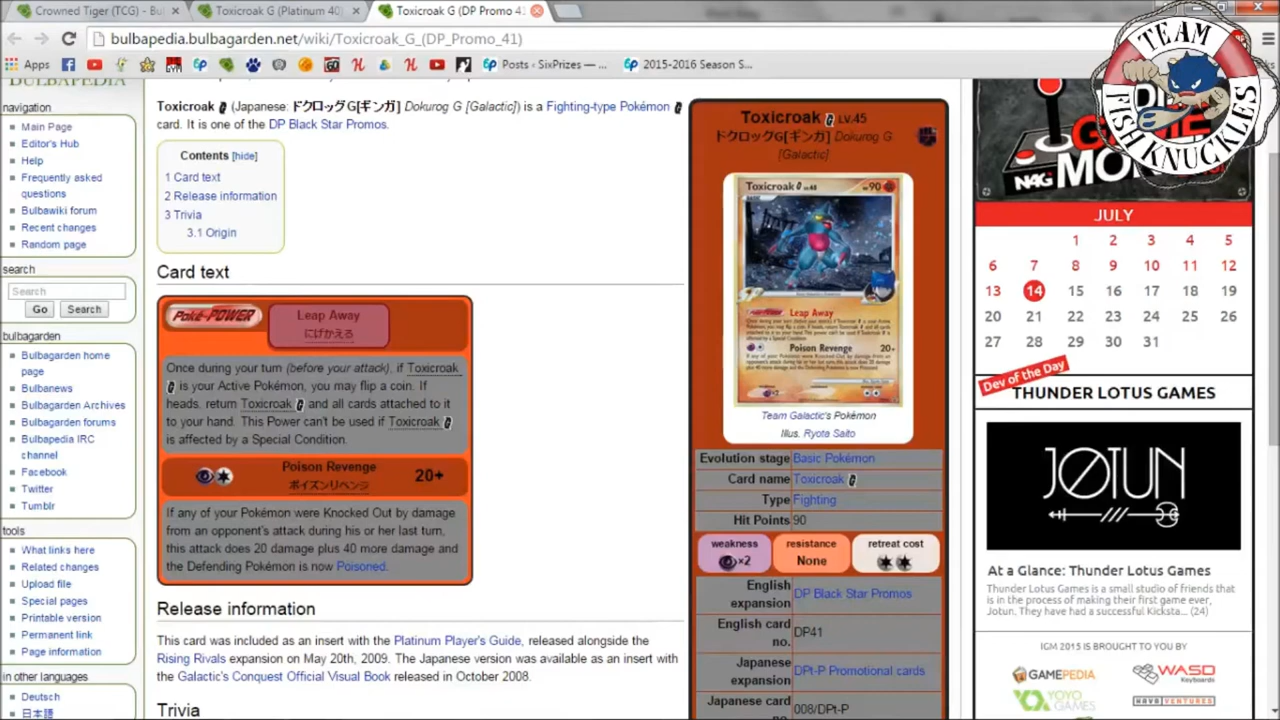 Crowned Tiger (TCG) - Bul
Toxicroak G (Platinum 40)
Toxicroak G (DP Promo 41
bulbapedia.bulbagarden.net/wiki/Toxicroak_G_(DP_Promo_41)
Apps
Posts ‹ SixPrizes — ...
2015-2016 Season S...
TEAM
FISH KNUCKLES
BULBAPEDIA
navigation
Main Page
Editor's Hub
Help
Frequently asked
questions
Bulbawiki forum
Recent changes
Random page
search
Search
Go
Search
bulbagarden
Bulbagarden home
page
Bulbanews
Bulbagarden Archives
Bulbagarden forums
Bulbapedia IRC
channel
Facebook
Twitter
Tumblr
tools
What links here
Related changes
Upload file
Special pages
Printable version
Permanent link
Page information
in other languages
Deutsch
日本語
Toxicroak G (Japanese: ドクロッグG[ギンガ] Dokurog G [Galactic]) is a Fighting-type Pokémon G
card. It is one of the DP Black Star Promos.
Contents [hide]
1 Card text
2 Release information
3 Trivia
3.1 Origin
Card text
Poké-POWER
Leap Away
にげかえる
Once during your turn (before your attack), if Toxicroak
G is your Active Pokémon, you may flip a coin. If
heads, return Toxicroak G and all cards attached to it
to your hand. This Power can't be used if Toxicroak G
is affected by a Special Condition.
Poison Revenge
ポイズンリベンジ
20+
If any of your Pokémon were Knocked Out by damage
from an opponent's attack during his or her last turn,
this attack does 20 damage plus 40 more damage and
the Defending Pokémon is now Poisoned.
Release information
This card was included as an insert with the Platinum Player's Guide, released alongside the
Rising Rivals expansion on May 20th, 2009. The Japanese version was available as an insert with
the Galactic's Conquest Official Visual Book released in October 2008.
Trivia
Toxicroak G LV.45
ドクロッグG[ギンガ] Dokurog G
[Galactic]
Toxicroak G
90
Leap Away
Poison Revenge
20+
Team Galactic's Pokémon
Illus. Ryota Saito
Evolution stage Basic Pokémon
Card name Toxicroak G
Type Fighting
Hit Points 90
weakness
×2
resistance
None
retreat cost
English
expansion
DP Black Star Promos
English card
no.
DP41
Japanese
expansion
DPt-P Promotional cards
Japanese card
no.
008/DPt-P
N4G
JULY
1 2 3 4 5
6 7 8 9 10 11 12
13 14 15 16 17 18 19
20 21 22 23 24 25 26
27 28 29 30 31
Dev of the Day
THUNDER LOTUS GAMES
JOTUN
At a Glance: Thunder Lotus Games
Thunder Lotus Games is a small studio of friends that
is in the process of making their first game ever,
Jotun. They have had a successful Kicksta... (24)
IGM 2015 IS BROUGHT TO YOU BY
GAMEPEDIA
WASD
Keyboards
YOYO
GAMES